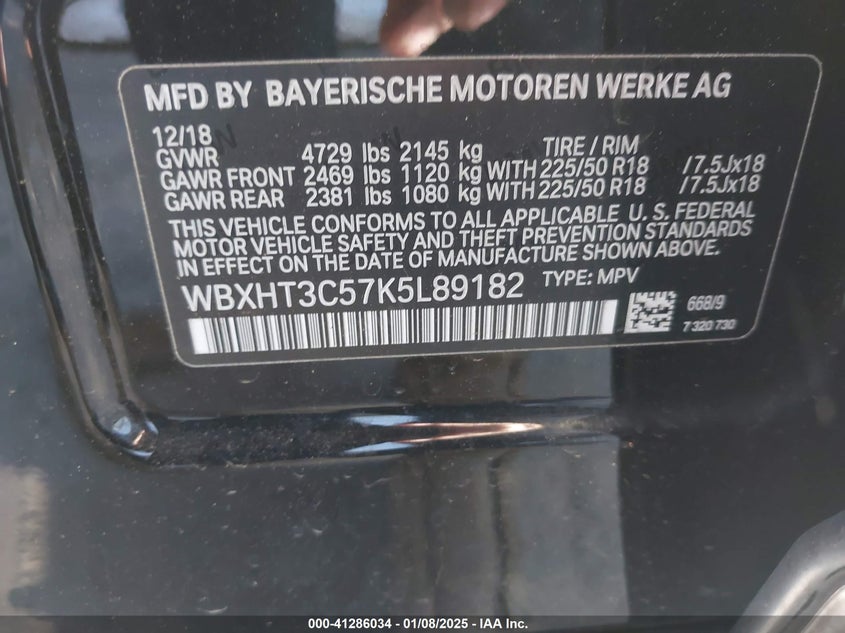 MFD BY BAYERISCHE MOTOREN WERKE AG
12/18 TIRE / RIM
GVWR 4729 lbs 2145 kg
GAWR FRONT 2469 lbs 1120 kg WITH 225/50 R18 /7.5Jx18
GAWR REAR 2381 lbs 1080 kg WITH 225/50 R18 /7.5Jx18
THIS VEHICLE CONFORMS TO ALL APPLICABLE U. S. FEDERAL
MOTOR VEHICLE SAFETY AND THEFT PREVENTION STANDARDS
IN EFFECT ON THE DATE OF MANUFACTURE SHOWN ABOVE.
WBXHT3C57K5L89182 TYPE: MPV
668/9
7 320 730
000-41286034 - 01/08/2025 - IAA Inc.